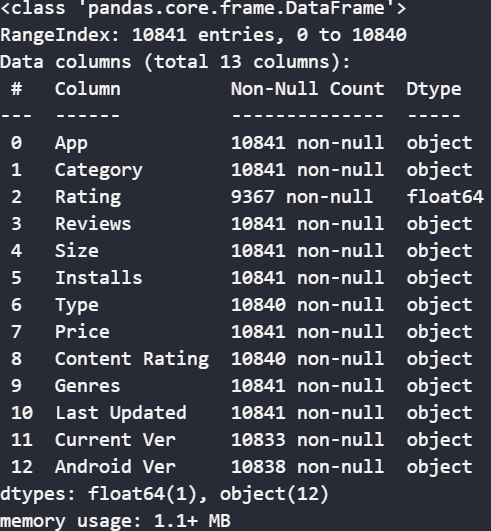 <class 'pandas.core.frame.DataFrame'>
RangeIndex: 10841 entries, 0 to 10840
Data columns (total 13 columns):
 #   Column          Non-Null Count  Dtype
---  ------          --------------  -----
 0   App             10841 non-null  object
 1   Category        10841 non-null  object
 2   Rating          9367 non-null   float64
 3   Reviews         10841 non-null  object
 4   Size            10841 non-null  object
 5   Installs        10841 non-null  object
 6   Type            10840 non-null  object
 7   Price           10841 non-null  object
 8   Content Rating  10840 non-null  object
 9   Genres          10841 non-null  object
 10  Last Updated    10841 non-null  object
 11  Current Ver     10833 non-null  object
 12  Android Ver     10838 non-null  object
dtypes: float64(1), object(12)
memory usage: 1.1+ MB